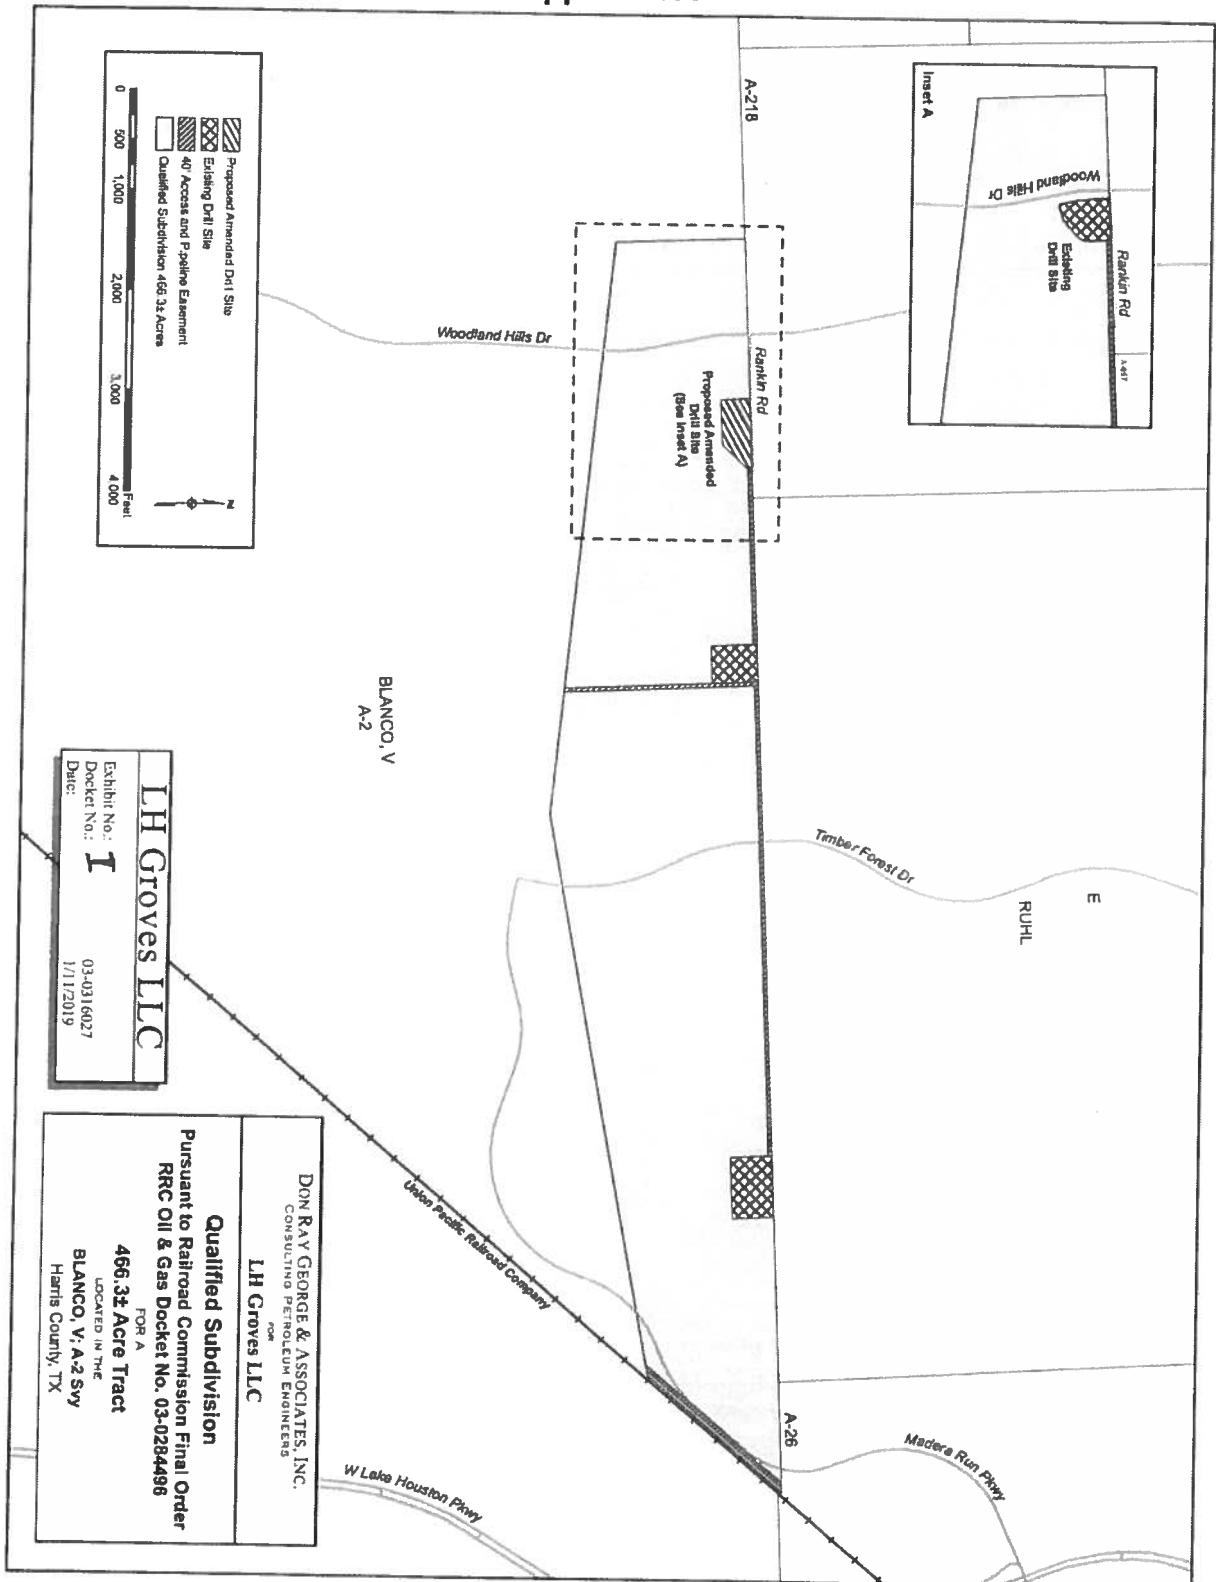 Inset A
Woodland Hills Dr
Existing
Drill Site
Rankin Rd
A-218
Woodland Hills Dr
Rankin Rd
Proposed Amended
Drill Site
(See Inset A)
Timber Forest Dr
E
RUHL
BLANCO, V
A-2
A-26
Madera Run Pkwy
Union Pacific Railroad Company
W Lake Houston Pkwy
Proposed Amended Drill Site
Existing Drill Site
40' Access and Pipeline Easement
Qualified Subdivision 466.3± Acres
N
0 500 1,000 2,000 3,000 4,000
Feet
LH Groves LLC
Exhibit No.: I
Docket No.: 03-0316027
Date: 1/11/2019
DON RAY GEORGE & ASSOCIATES, INC.
CONSULTING PETROLEUM ENGINEERS
FOR
LH Groves LLC
Qualified Subdivision
Pursuant to Railroad Commission Final Order
RRC Oil & Gas Docket No. 03-0284496
FOR A
466.3± Acre Tract
LOCATED IN THE
BLANCO, V; A-2 Svy
Harris County, TX